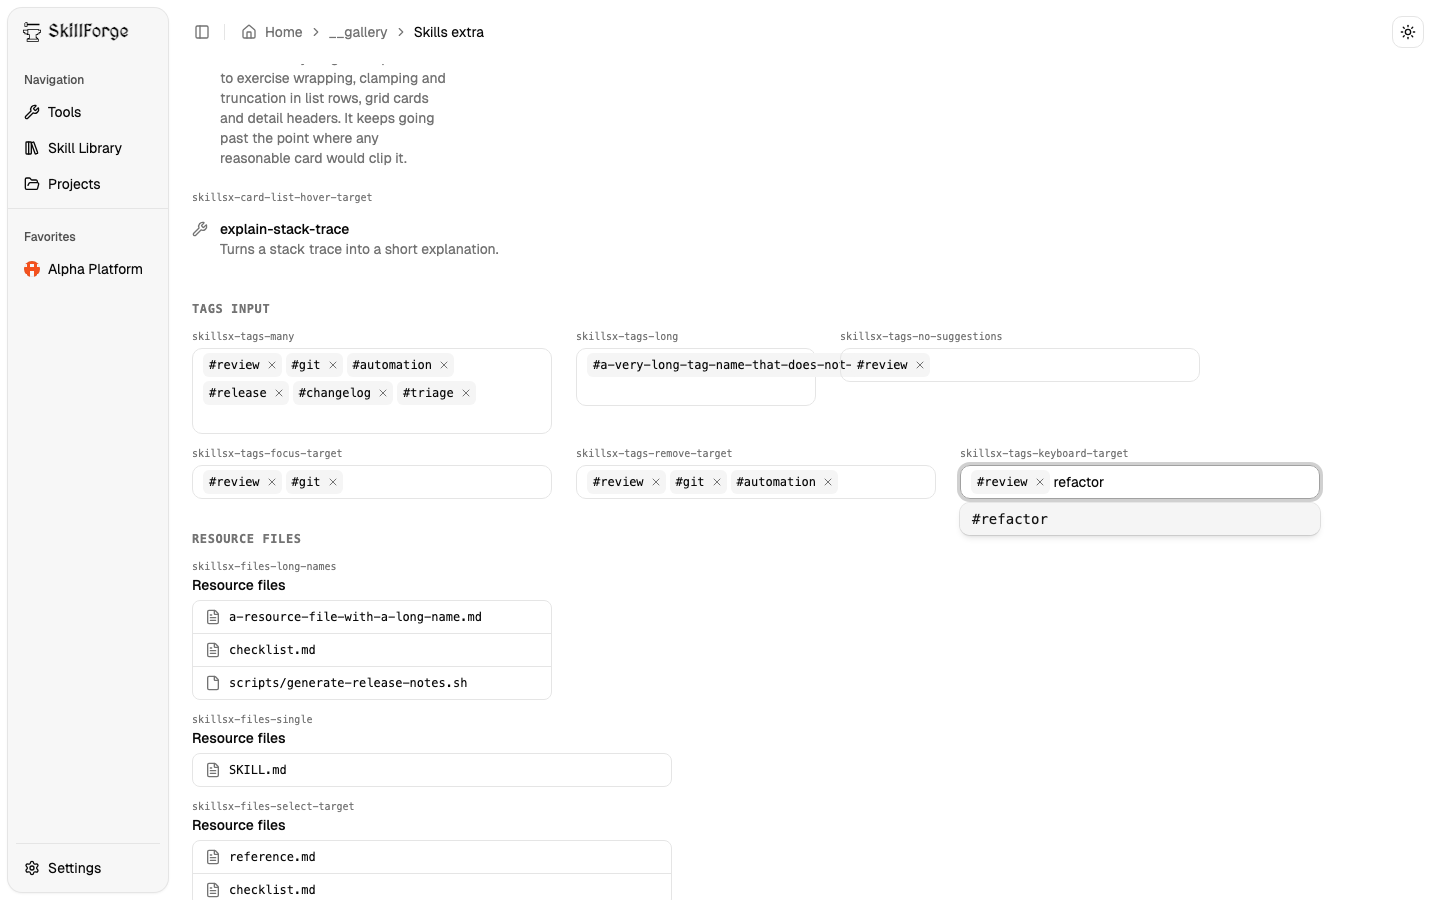 SkillForge
Home
__gallery
Skills extra
Navigation
Tools
Skill Library
Projects
Favorites
Alpha Platform
Settings
to exercise wrapping, clamping and
truncation in list rows, grid cards
and detail headers. It keeps going
past the point where any
reasonable card would clip it.
skillsx-card-list-hover-target
explain-stack-trace
Turns a stack trace into a short explanation.
TAGS INPUT
skillsx-tags-many
#review #git #automation
#release #changelog #triage
skillsx-tags-long
#a-very-long-tag-name-that-does-not-
skillsx-tags-no-suggestions
#review
skillsx-tags-focus-target
#review #git
skillsx-tags-remove-target
#review #git #automation
skillsx-tags-keyboard-target
#review refactor
#refactor
RESOURCE FILES
skillsx-files-long-names
Resource files
a-resource-file-with-a-long-name.md
checklist.md
scripts/generate-release-notes.sh
skillsx-files-single
Resource files
SKILL.md
skillsx-files-select-target
Resource files
reference.md
checklist.md